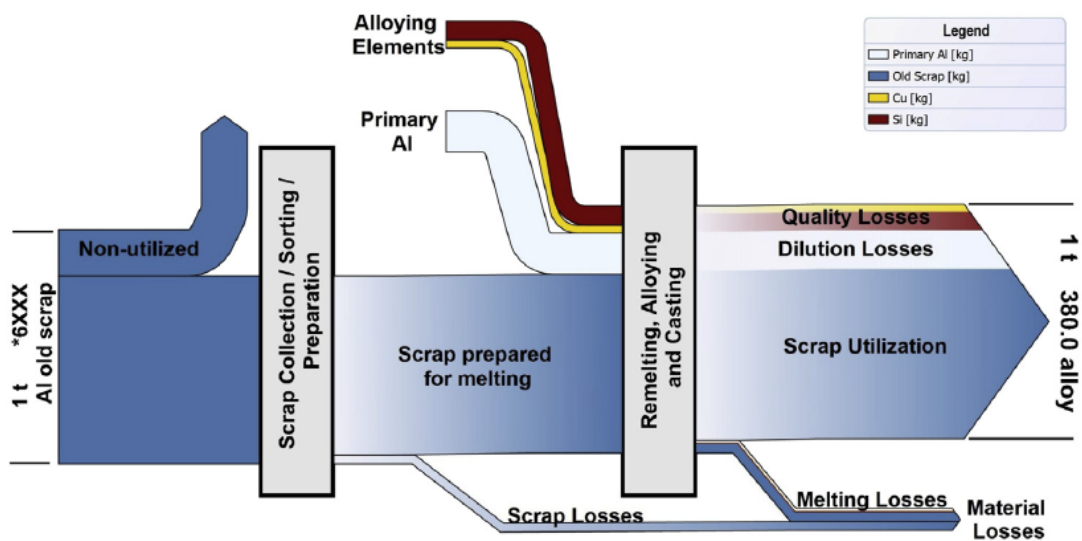 Alloying
Elements
Legend
Primary Al [kg]
Old Scrap [kg]
Cu [kg]
Si [kg]
Primary
Al
Non-utilized
1 t *6XXX
Al old scrap
Scrap Collection / Sorting /
Preparation
Scrap prepared
for melting
Remelting, Alloying
and Casting
Quality Losses
Dilution Losses
Scrap Utilization
1 t 380.0 alloy
Scrap Losses
Melting Losses
Material
Losses